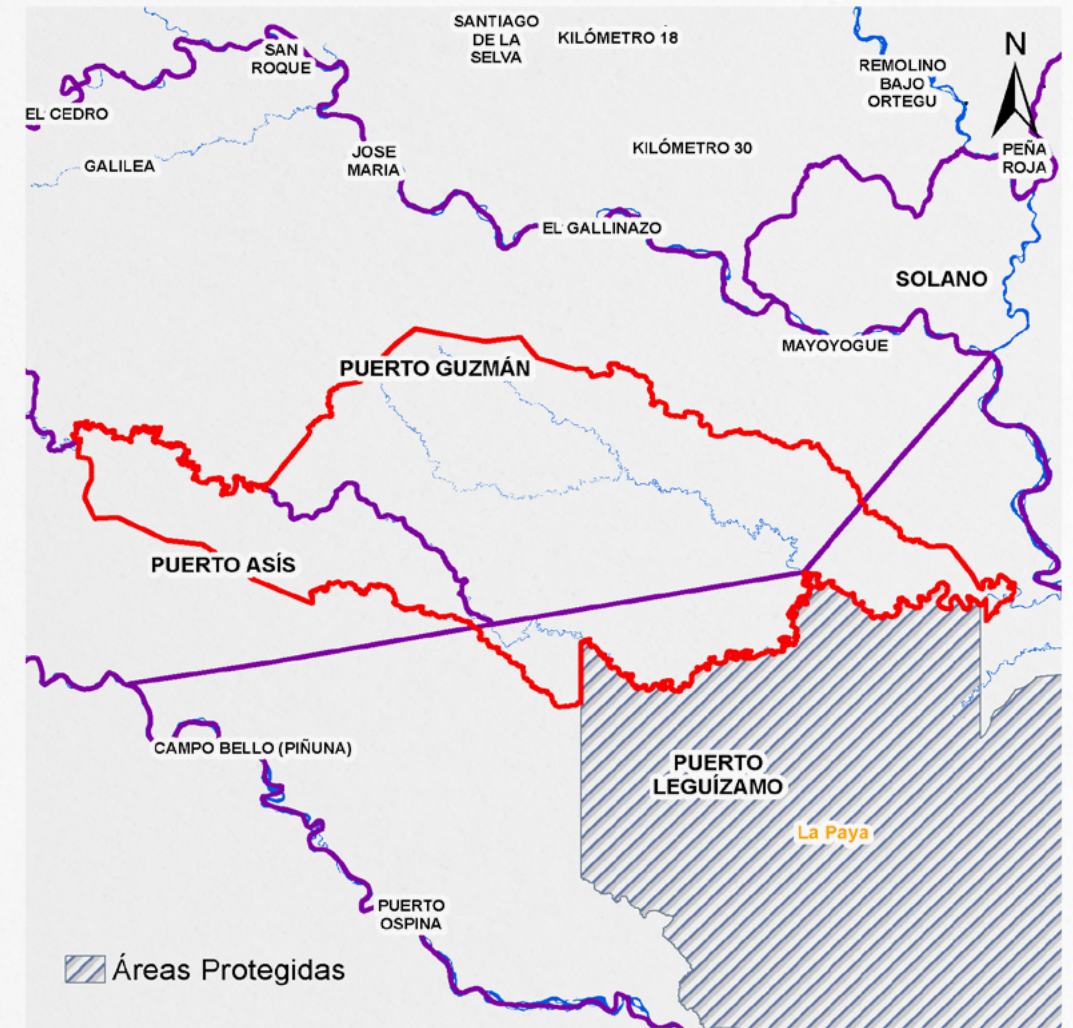 SANTIAGO
DE LA
SELVA
KILÓMETRO 18
N
SAN
ROQUE
REMOLINO
BAJO
ORTEGU
EL CEDRO
KILÓMETRO 30
PEÑA
ROJA
GALILEA
JOSE
MARIA
EL GALLINAZO
SOLANO
MAYOYOGUE
PUERTO GUZMÁN
PUERTO ASÍS
CAMPO BELLO (PIÑUNA)
PUERTO
LEGUÍZAMO
La Paya
PUERTO
OSPINA
Áreas Protegidas